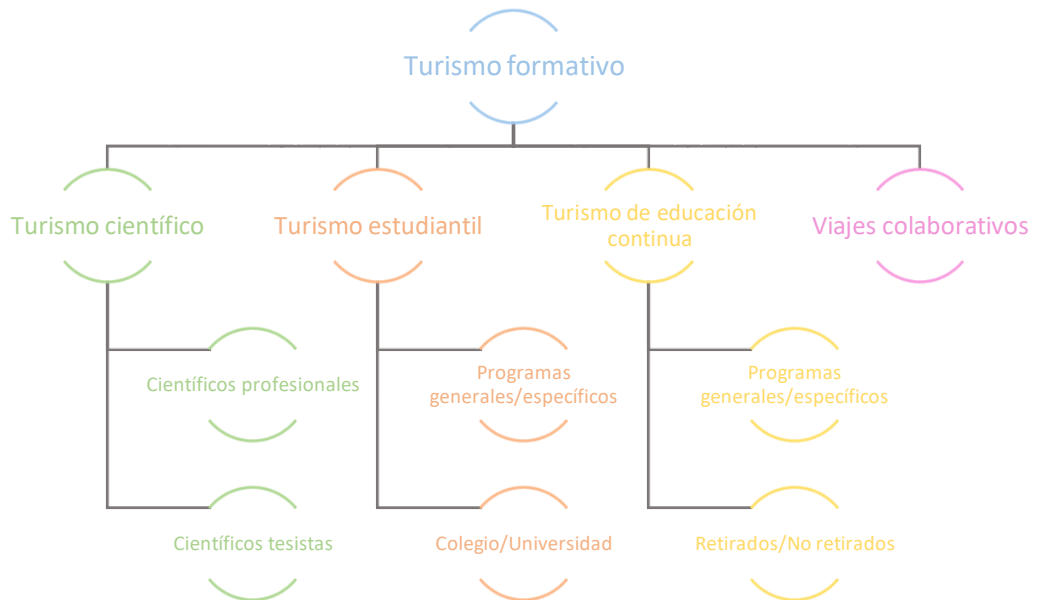 Turismo formativo
Turismo científico
Turismo estudiantil
Turismo de educación
continua
Viajes colaborativos
Científicos profesionales
Programas
generales/específicos
Programas
generales/específicos
Científicos tesistas
Colegio/Universidad
Retirados/No retirados